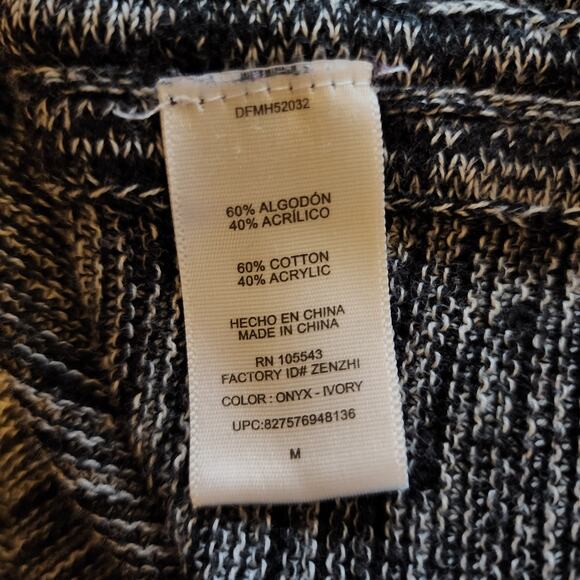 DFMH52032
60% ALGODÓN
40% ACRÍLICO
60% COTTON
40% ACRYLIC
HECHO EN CHINA
MADE IN CHINA
RN 105543
FACTORY ID# ZENZHI
COLOR : ONYX - IVORY
UPC:827576948136
M